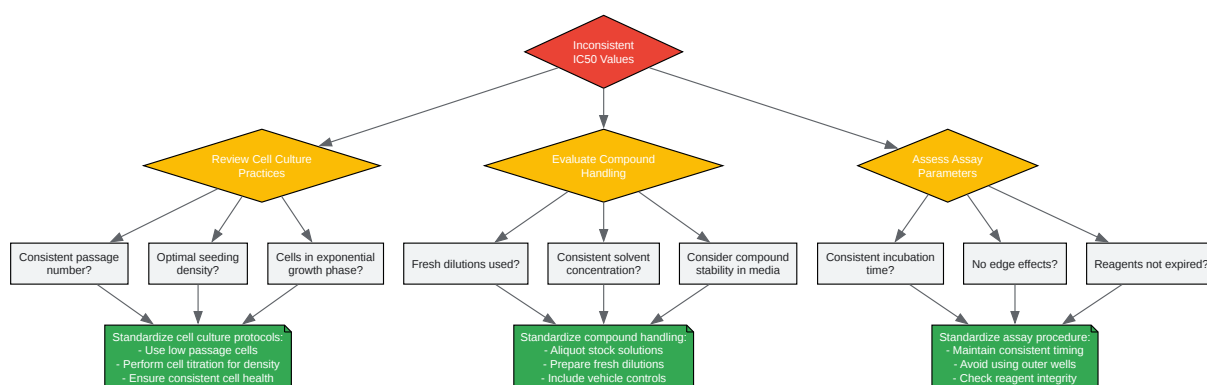 Inconsistent
IC50 Values
Review Cell Culture
Practices
Evaluate Compound
Handling
Assess Assay
Parameters
Consistent passage
number?
Optimal seeding
density?
Cells in exponential
growth phase?
Fresh dilutions used?
Consistent solvent
concentration?
Consider compound
stability in media
Consistent incubation
time?
No edge effects?
Reagents not expired?
Standardize cell culture protocols:
- Use low passage cells
- Perform cell titration for density
- Ensure consistent cell health
Standardize compound handling:
- Aliquot stock solutions
- Prepare fresh dilutions
- Include vehicle controls
Standardize assay procedure:
- Maintain consistent timing
- Avoid using outer wells
- Check reagent integrity